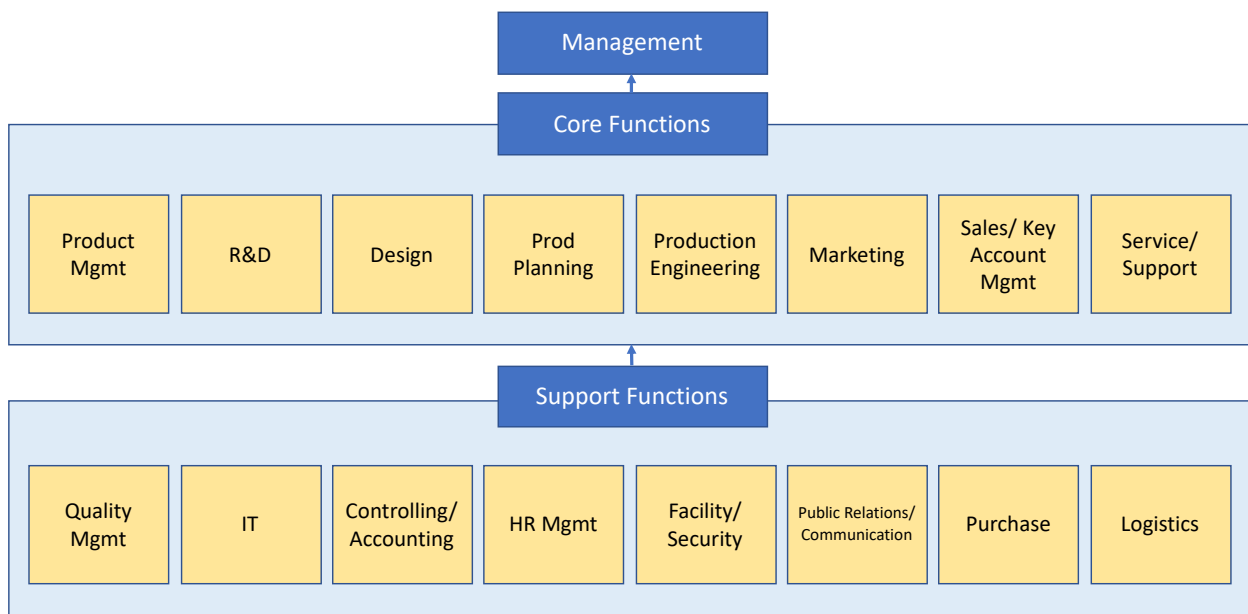 Management
Core Functions
Product
Mgmt
R&D
Design
Prod
Planning
Production
Engineering
Marketing
Sales/ Key
Account
Mgmt
Service/
Support
Support Functions
Quality
Mgmt
IT
Controlling/
Accounting
HR Mgmt
Facility/
Security
Public Relations/
Communication
Purchase
Logistics